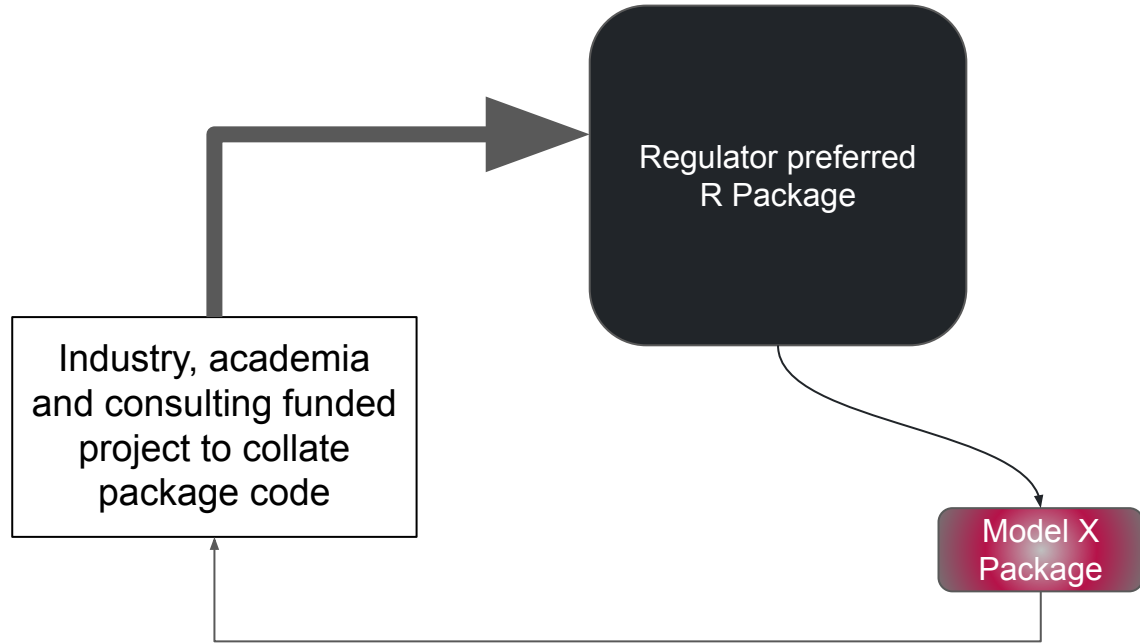 Regulator preferred
R Package
Industry, academia
and consulting funded
project to collate
package code
Model X
Package